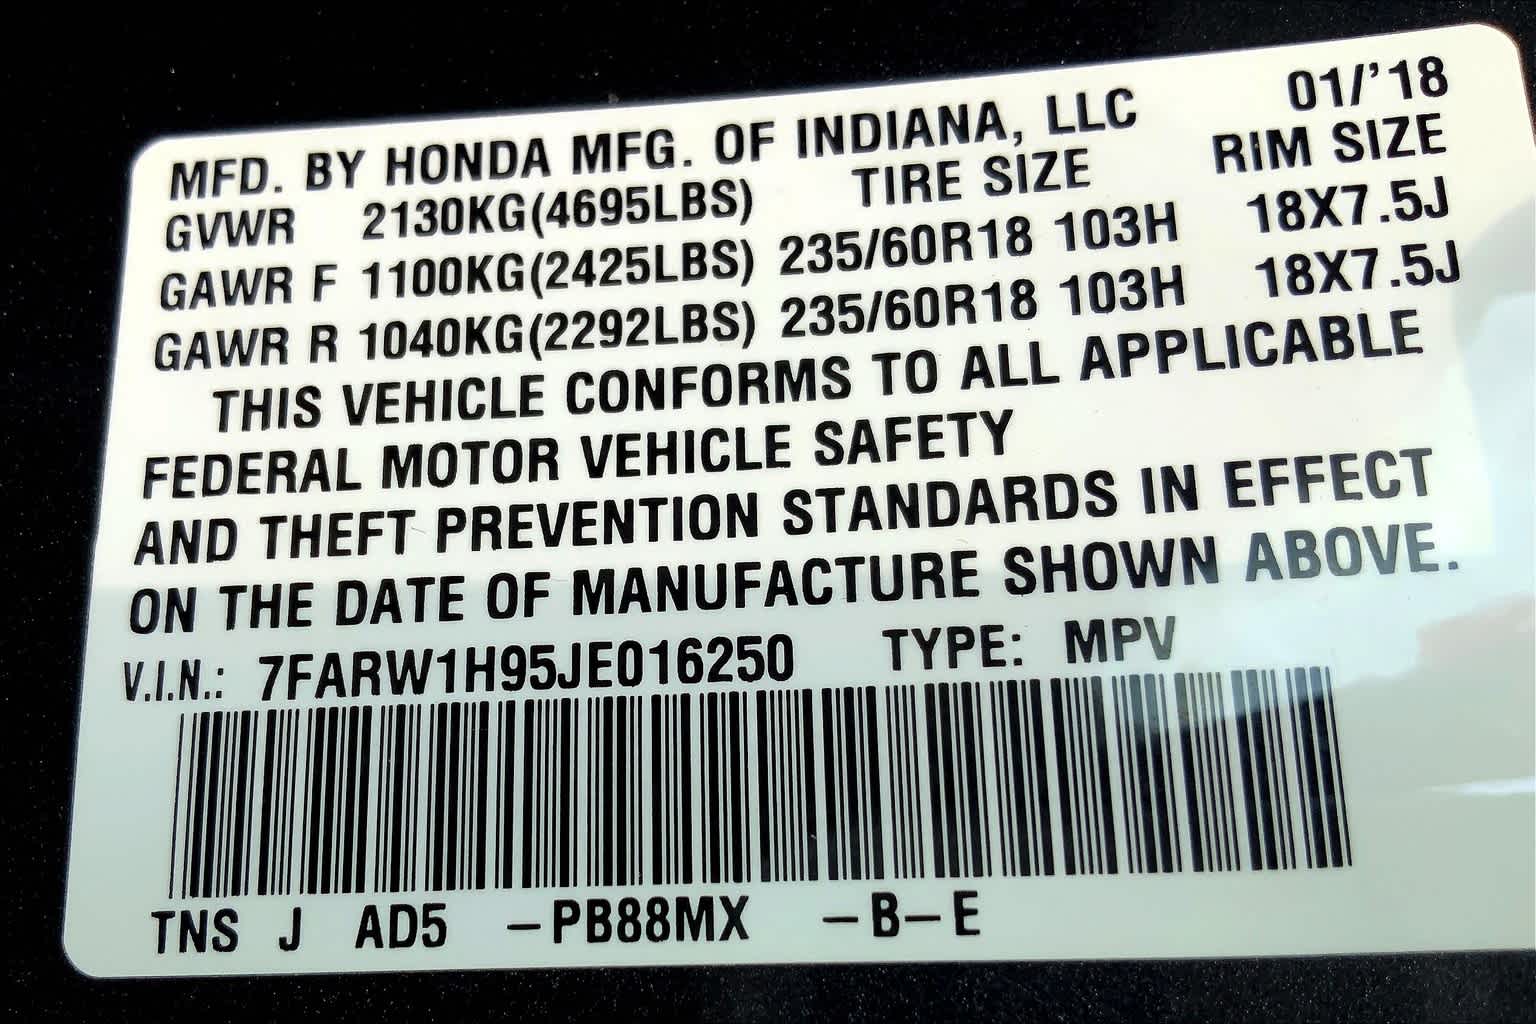 MFD. BY HONDA MFG. OF INDIANA, LLC 01/'18
GVWR 2130KG(4695LBS) TIRE SIZE RIM SIZE
GAWR F 1100KG(2425LBS) 235/60R18 103H 18X7.5J
GAWR R 1040KG(2292LBS) 235/60R18 103H 18X7.5J
THIS VEHICLE CONFORMS TO ALL APPLICABLE
FEDERAL MOTOR VEHICLE SAFETY
AND THEFT PREVENTION STANDARDS IN EFFECT
ON THE DATE OF MANUFACTURE SHOWN ABOVE.
V.I.N.: 7FARW1H95JE016250 TYPE: MPV
TNS J AD5 –PB88MX –B–E